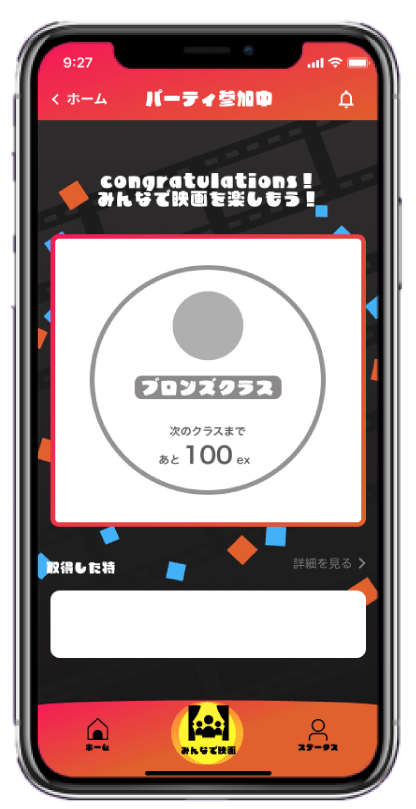 9:27
ホーム
パーティ参加中
congratulations!
みんなで映画を楽しもう!
ブロンズクラス
次のクラスまで
あと 100 ex
取得した特
詳細を見る
ホーム
みんなで映画
ステータス